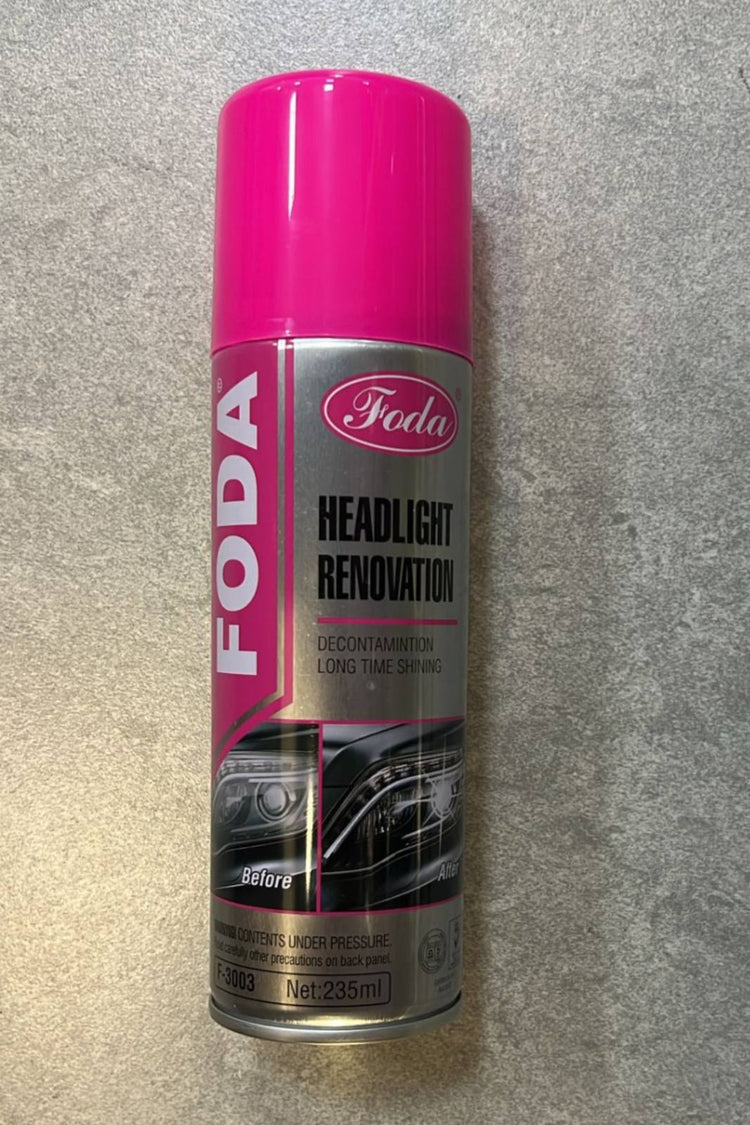 FODA
Foda
HEADLIGHT
RENOVATION
DECONTAMINTION
LONG TIME SHINING
Before
After
CONTENTS UNDER PRESSURE.
carefully other precautions on back panel.
F-3003 Net:235ml